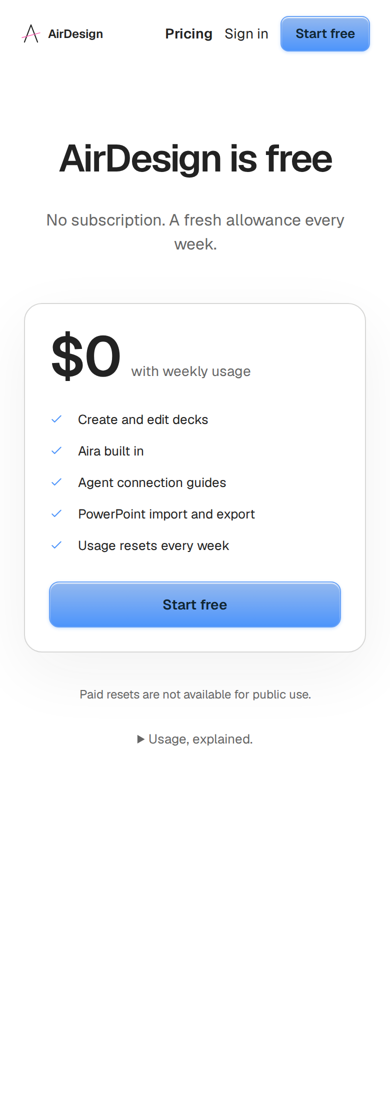 AirDesign
Pricing
Sign in
Start free
AirDesign is free
No subscription. A fresh allowance every
week.
$0 with weekly usage
Create and edit decks
Aira built in
Agent connection guides
PowerPoint import and export
Usage resets every week
Start free
Paid resets are not available for public use.
Usage, explained.